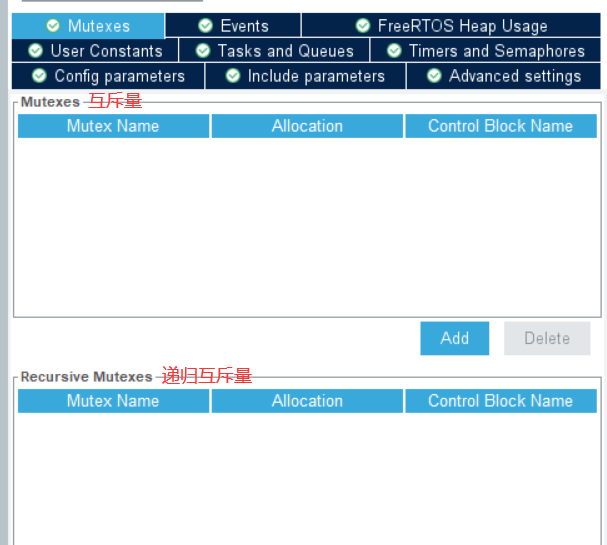 Mutexes Events FreeRTOS Heap Usage
User Constants Tasks and Queues Timers and Semaphores
Config parameters Include parameters Advanced settings
Mutexes 互斥量
Mutex Name Allocation Control Block Name
Add Delete
Recursive Mutexes 递归互斥量
Mutex Name Allocation Control Block Name